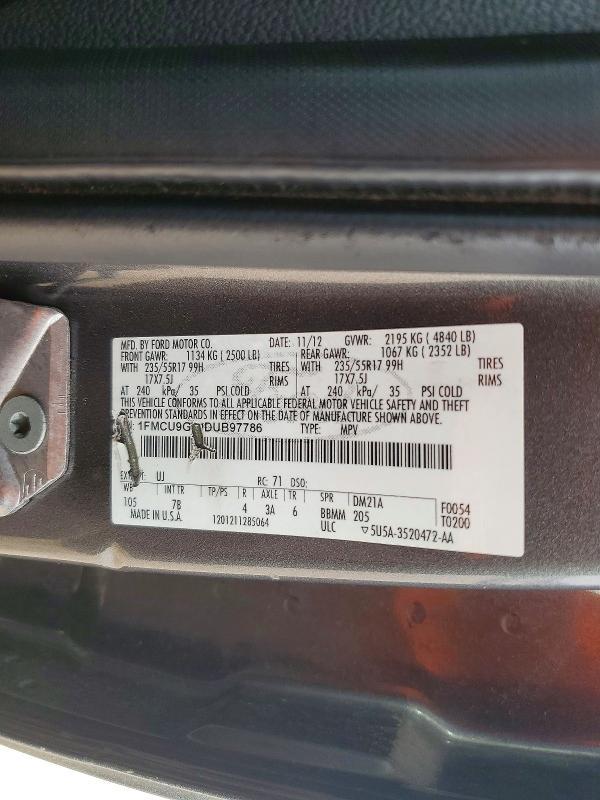 MFD. BY FORD MOTOR CO. DATE: 11/12 GVWR: 2195 KG ( 4840 LB)
FRONT GAWR: 1134 KG ( 2500 LB) REAR GAWR: 1067 KG ( 2352 LB)
WITH 235/55R17 99H TIRES WITH 235/55R17 99H TIRES
17X7.5J RIMS 17X7.5J RIMS
AT 240 kPa/ 35 PSI COLD AT 240 kPa/ 35 PSI COLD
THIS VEHICLE CONFORMS TO ALL APPLICABLE FEDERAL MOTOR VEHICLE SAFETY AND THEFT
PREVENTION STANDARDS IN EFFECT ON THE DATE OF MANUFACTURE SHOWN ABOVE.
TYPE: MPV
UJ RC: 71 DSO:
WB INT TR TP/PS R AXLE TR SPR DM21A F0054
105 7B 4 3A 6 BBMM 205 T0200
MADE IN U.S.A. 1201211285064 ULC ▽5U5A-3520472-AA